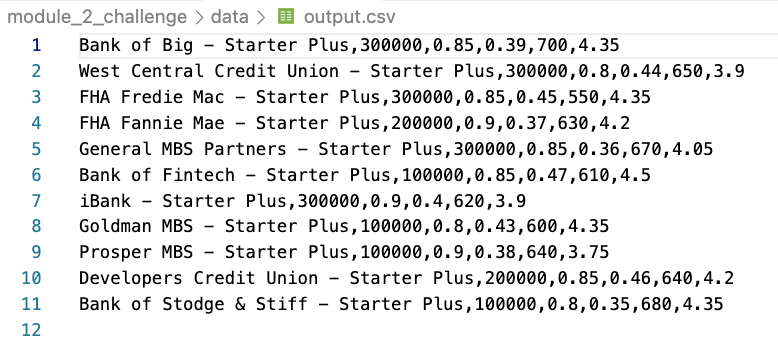 module_2_challenge > data > output.csv
1 Bank of Big – Starter Plus,300000,0.85,0.39,700,4.35
2 West Central Credit Union – Starter Plus,300000,0.8,0.44,650,3.9
3 FHA Fredie Mac – Starter Plus,300000,0.85,0.45,550,4.35
4 FHA Fannie Mae – Starter Plus,200000,0.9,0.37,630,4.2
5 General MBS Partners – Starter Plus,300000,0.85,0.36,670,4.05
6 Bank of Fintech – Starter Plus,100000,0.85,0.47,610,4.5
7 iBank – Starter Plus,300000,0.9,0.4,620,3.9
8 Goldman MBS – Starter Plus,100000,0.8,0.43,600,4.35
9 Prosper MBS – Starter Plus,100000,0.9,0.38,640,3.75
10 Developers Credit Union – Starter Plus,200000,0.85,0.46,640,4.2
11 Bank of Stodge & Stiff – Starter Plus,100000,0.8,0.35,680,4.35
12